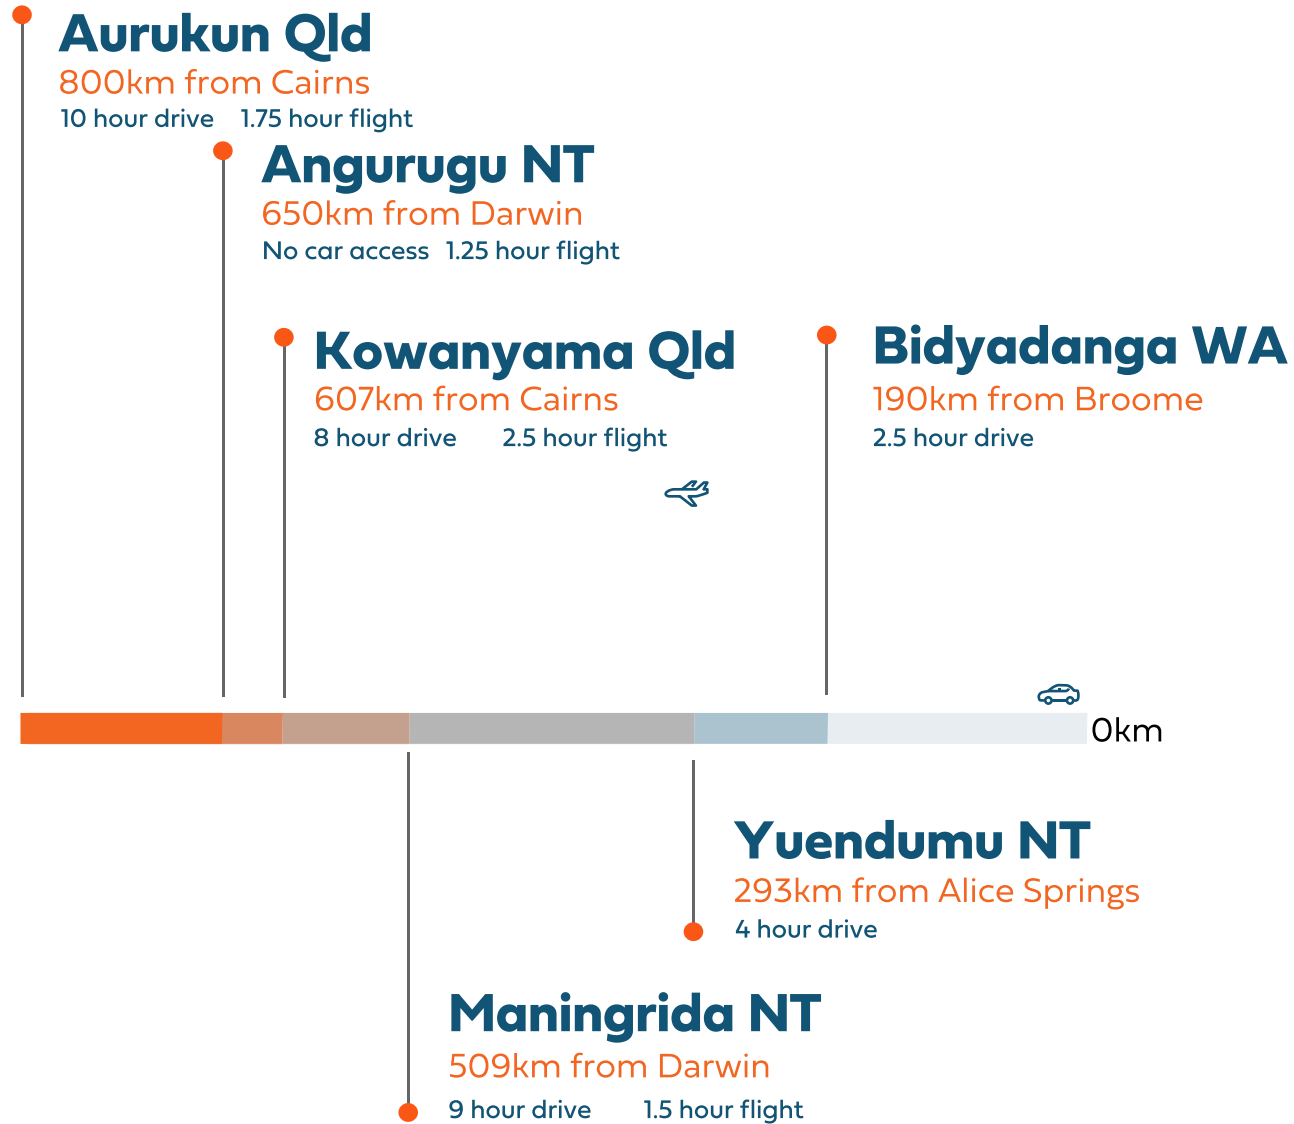 Aurukun Qld
800km from Cairns
10 hour drive 1.75 hour flight
Angurugu NT
650km from Darwin
No car access 1.25 hour flight
Kowanyama Qld
607km from Cairns
8 hour drive 2.5 hour flight
Bidyadanga WA
190km from Broome
2.5 hour drive
0km
Yuendumu NT
293km from Alice Springs
4 hour drive
Maningrida NT
509km from Darwin
9 hour drive 1.5 hour flight